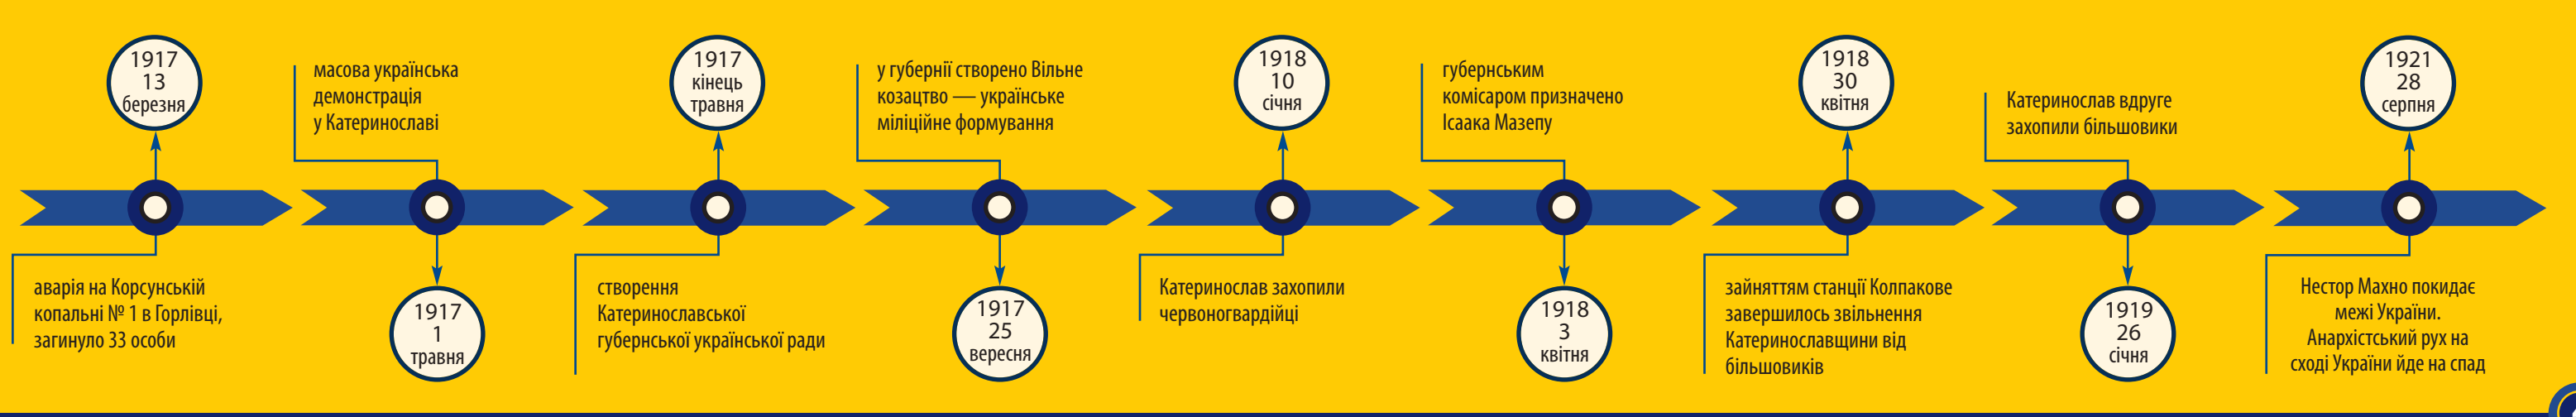 1917
13
березня
аварія на Корсунській
копальні № 1 в Горлівці,
загинуло 33 особи
масова українська
демонстрація
у Катеринославі
1917
1
травня
1917
кінець
травня
створення
Катеринославської
губернської української ради
у губернії створено Вільне
козацтво — українське
міліційне формування
1917
25
вересня
1918
10
січня
Катеринослав захопили
червоногвардійці
губернським
комісаром призначено
Ісаака Мазепу
1918
3
квітня
1918
30
квітня
зайняттям станції Колпакове
завершилось звільнення
Катеринославщини від
більшовиків
Катеринослав вдруге
захопили більшовики
1919
26
січня
1921
28
серпня
Нестор Махно покидає
межі України.
Анархістський рух на
сході України йде на спад